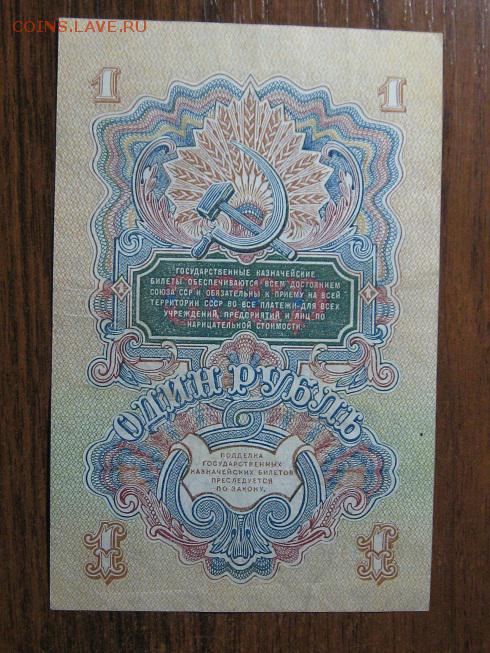 COINS.LAVE.RU
1 1
ГОСУДАРСТВЕННЫЕ КАЗНАЧЕЙСКИЕ
БИЛЕТЫ ОБЕСПЕЧИВАЮТСЯ ВСЕМ ДОСТОЯНИЕМ
СОЮЗА ССР И ОБЯЗАТЕЛЬНЫ К ПРИЕМУ НА ВСЕЙ
ТЕРРИТОРИИ СССР ВО ВСЕ ПЛАТЕЖИ ДЛЯ ВСЕХ
УЧРЕЖДЕНИЙ, ПРЕДПРИЯТИЙ И ЛИЦ ПО
НАРИЦАТЕЛЬНОЙ СТОИМОСТИ.
ОДИН РУБЛЬ
ПОДДЕЛКА
ГОСУДАРСТВЕННЫХ
КАЗНАЧЕЙСКИХ БИЛЕТОВ
ПРЕСЛЕДУЕТСЯ
ПО ЗАКОНУ.
1 1